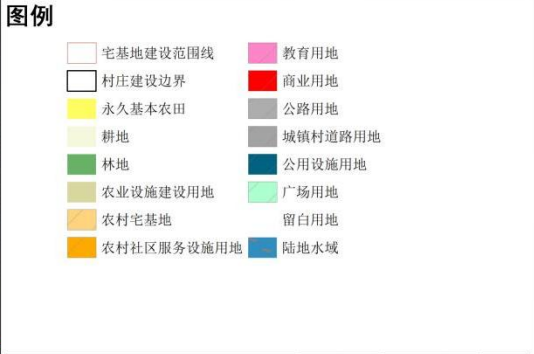 图例
宅基地建设范围线
村庄建设边界
永久基本农田
耕地
林地
农业设施建设用地
农村宅基地
农村社区服务设施用地
教育用地
商业用地
公路用地
城镇村道路用地
公用设施用地
广场用地
留白用地
陆地水域